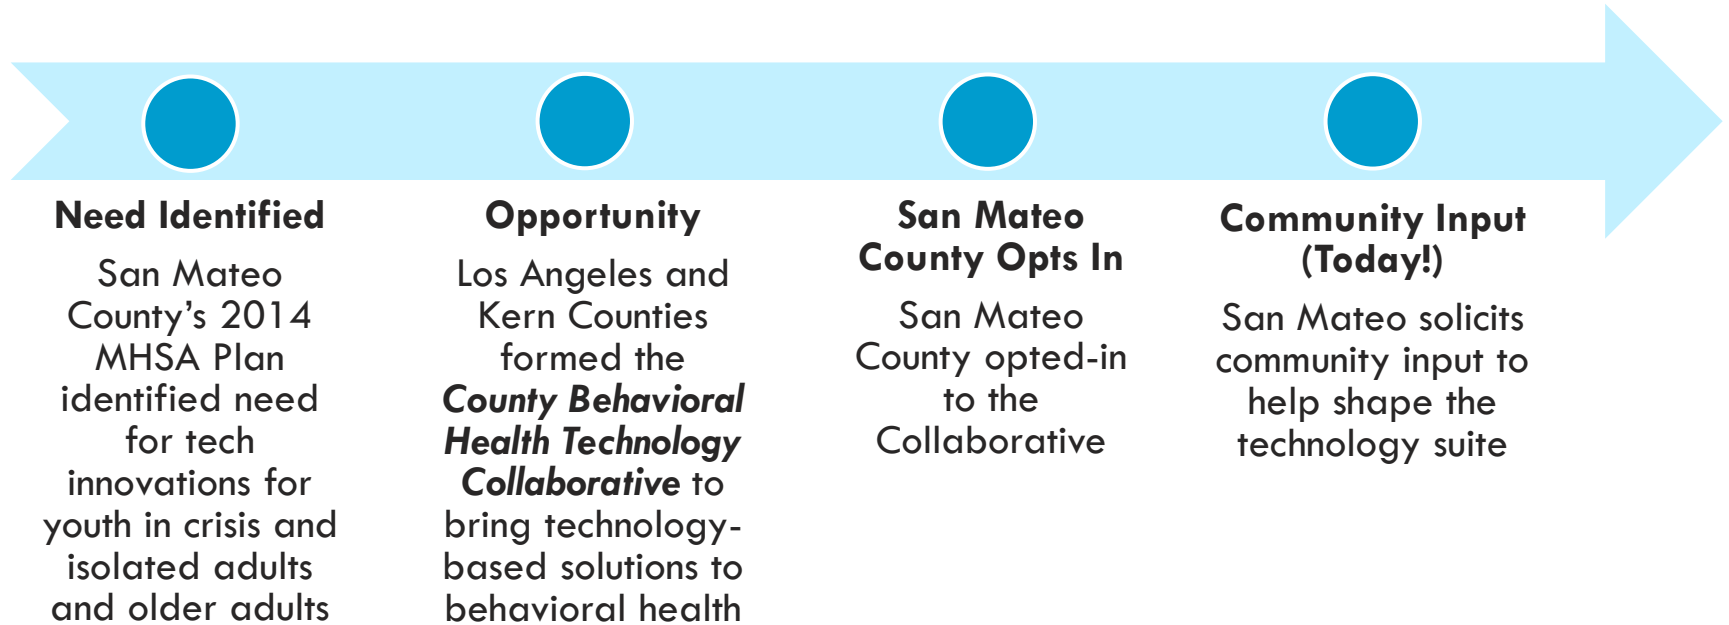 Need Identified
San Mateo
County's 2014
MHSA Plan
identified need
for tech
innovations for
youth in crisis and
isolated adults
and older adults
Opportunity
Los Angeles and
Kern Counties
formed the
County Behavioral
Health Technology
Collaborative to
bring technology-
based solutions to
behavioral health
San Mateo
County Opts In
San Mateo
County opted-in
to the
Collaborative
Community Input
(Today!)
San Mateo solicits
community input to
help shape the
technology suite